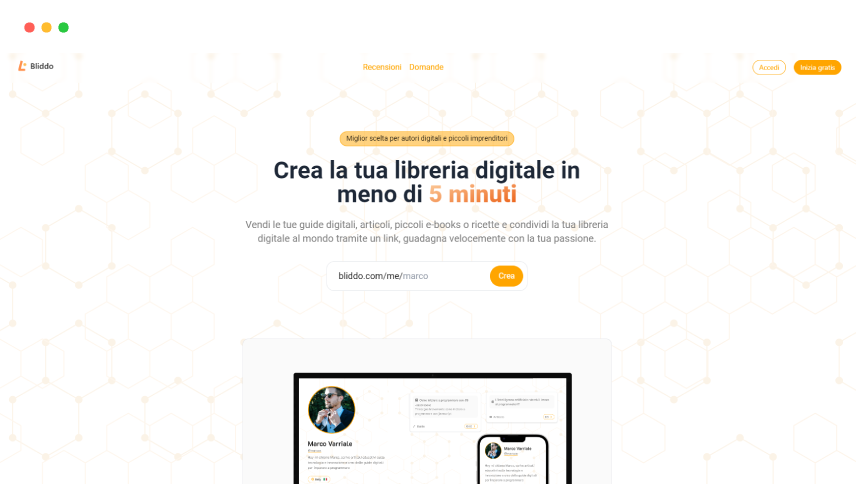 Bliddo
Recensioni Domande
Accedi
Inizia gratis
Miglior scelta per autori digitali e piccoli imprenditori
Crea la tua libreria digitale in
meno di 5 minuti
Vendi le tue guide digitali, articoli, piccoli e-books o ricette e condividi la tua libreria
digitale al mondo tramite un link, guadagna velocemente con la tua passione.
bliddo.com/me/marco
Crea
Marco Varriale
Marco Varriale